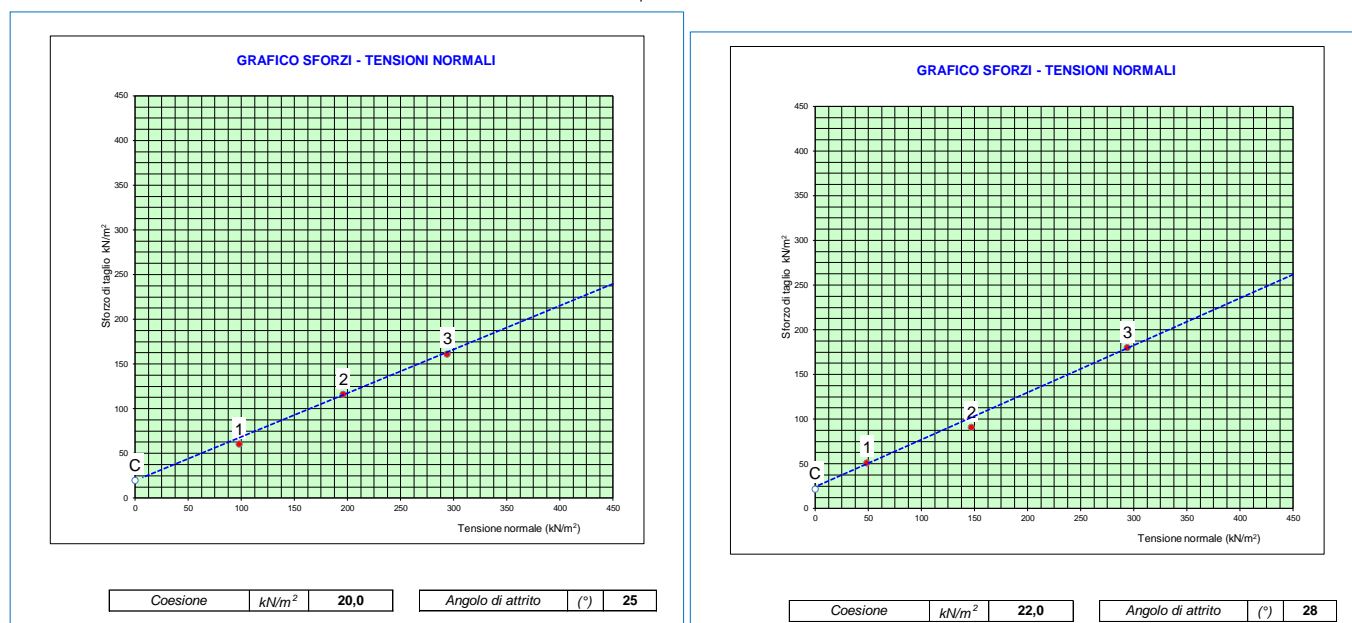 GRAFICO SFORZI - TENSIONI NORMALI
450
400
350
300
250
200
150
100
50
0
Sforzo di taglio kN/m²
C
1
2
3
0 50 100 150 200 250 300 350 400 450
Tensione normale (kN/m²)
Coesione kN/m² 20,0
Angolo di attrito (°) 25
GRAFICO SFORZI - TENSIONI NORMALI
450
400
350
300
250
200
150
100
50
0
Sforzo di taglio kN/m²
C
1
2
3
0 50 100 150 200 250 300 350 400 450
Tensione normale (kN/m²)
Coesione kN/m² 22,0
Angolo di attrito (°) 28